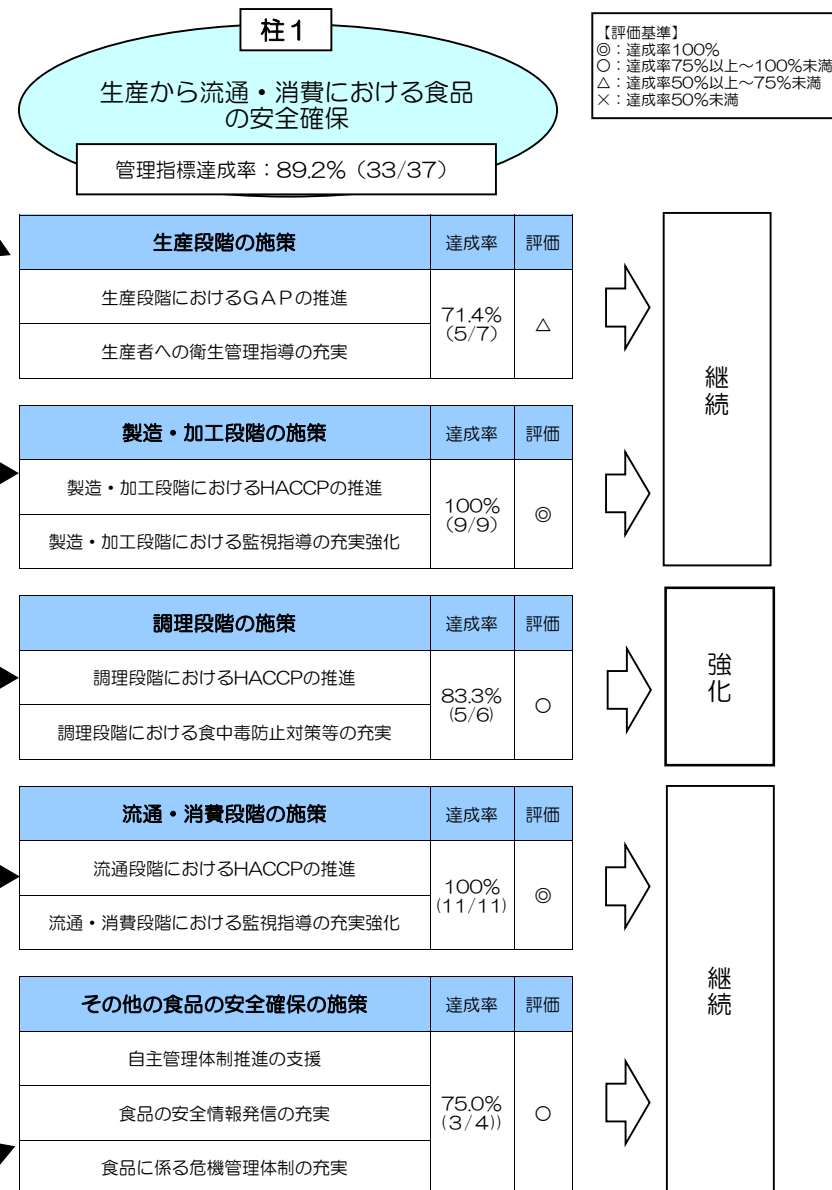 柱1
生産から流通・消費における食品
の安全確保
管理指標達成率：89.2%（33/37）
【評価基準】
◎：達成率100%
○：達成率75%以上～100%未満
△：達成率50%以上～75%未満
×：達成率50%未満
生産段階の施策 達成率 評価
生産段階におけるGAPの推進
生産者への衛生管理指導の充実
71.4%
(5/7)
△
製造・加工段階の施策 達成率 評価
製造・加工段階におけるHACCPの推進
製造・加工段階における監視指導の充実強化
100%
(9/9)
◎
継続
調理段階の施策 達成率 評価
調理段階におけるHACCPの推進
調理段階における食中毒防止対策等の充実
83.3%
(5/6)
○
強化
流通・消費段階の施策 達成率 評価
流通段階におけるHACCPの推進
流通・消費段階における監視指導の充実強化
100%
(11/11)
◎
その他の食品の安全確保の施策 達成率 評価
自主管理体制推進の支援
食品の安全情報発信の充実
食品に係る危機管理体制の充実
75.0%
(3/4))
○
継続